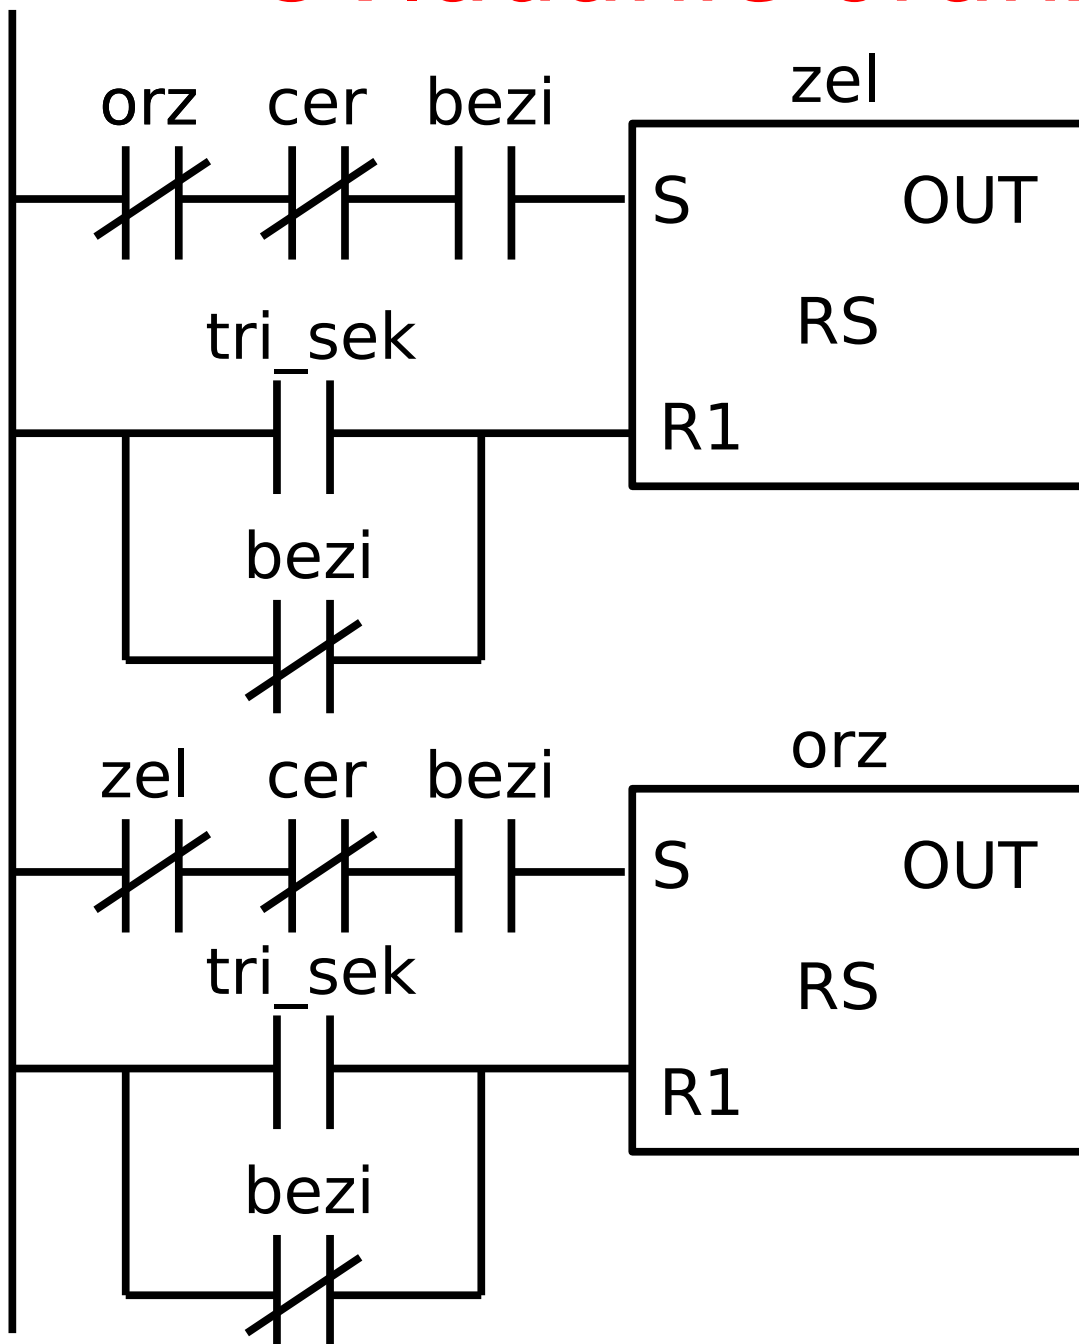 zel
orz cer bezi
S OUT
RS
tri_sek
R1
bezi
orz
zel cer bezi
S OUT
RS
tri_sek
R1
bezi